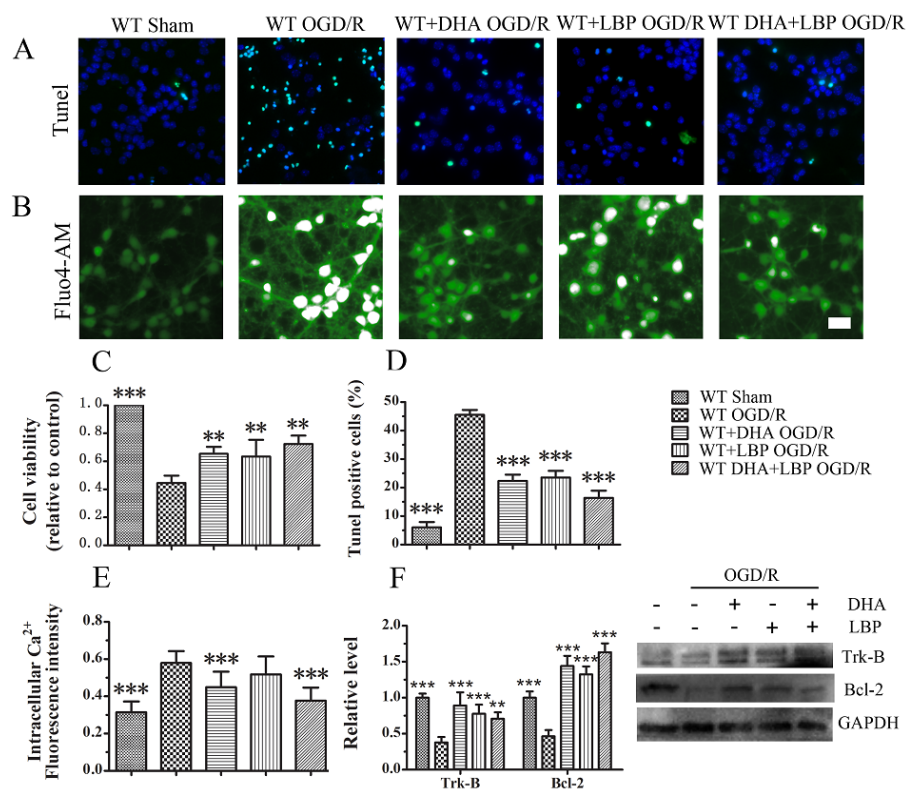 WT Sham WT OGD/R WT+DHA OGD/R WT+LBP OGD/R WT DHA+LBP OGD/R
A
Tunel
B
Fluo4-AM
C
Cell viability
(relative to control)
1.0
0.8
0.6
0.4
0.2
0.0
*** ** ** **
D
Tunel positive cells (%)
50
40
30
20
10
0
*** *** *** ***
WT Sham
WT OGD/R
WT+DHA OGD/R
WT+LBP OGD/R
WT DHA+LBP OGD/R
E
Intracellular Ca2+
Fluorescence intensity
0.8
0.6
0.4
0.2
0.0
*** *** ***
F
Relative level
2.0
1.5
1.0
0.5
0.0
*** *** *** ** *** *** *** ***
Trk-B Bcl-2
OGD/R
- - + - + DHA
- - - + + LBP
Trk-B
Bcl-2
GAPDH